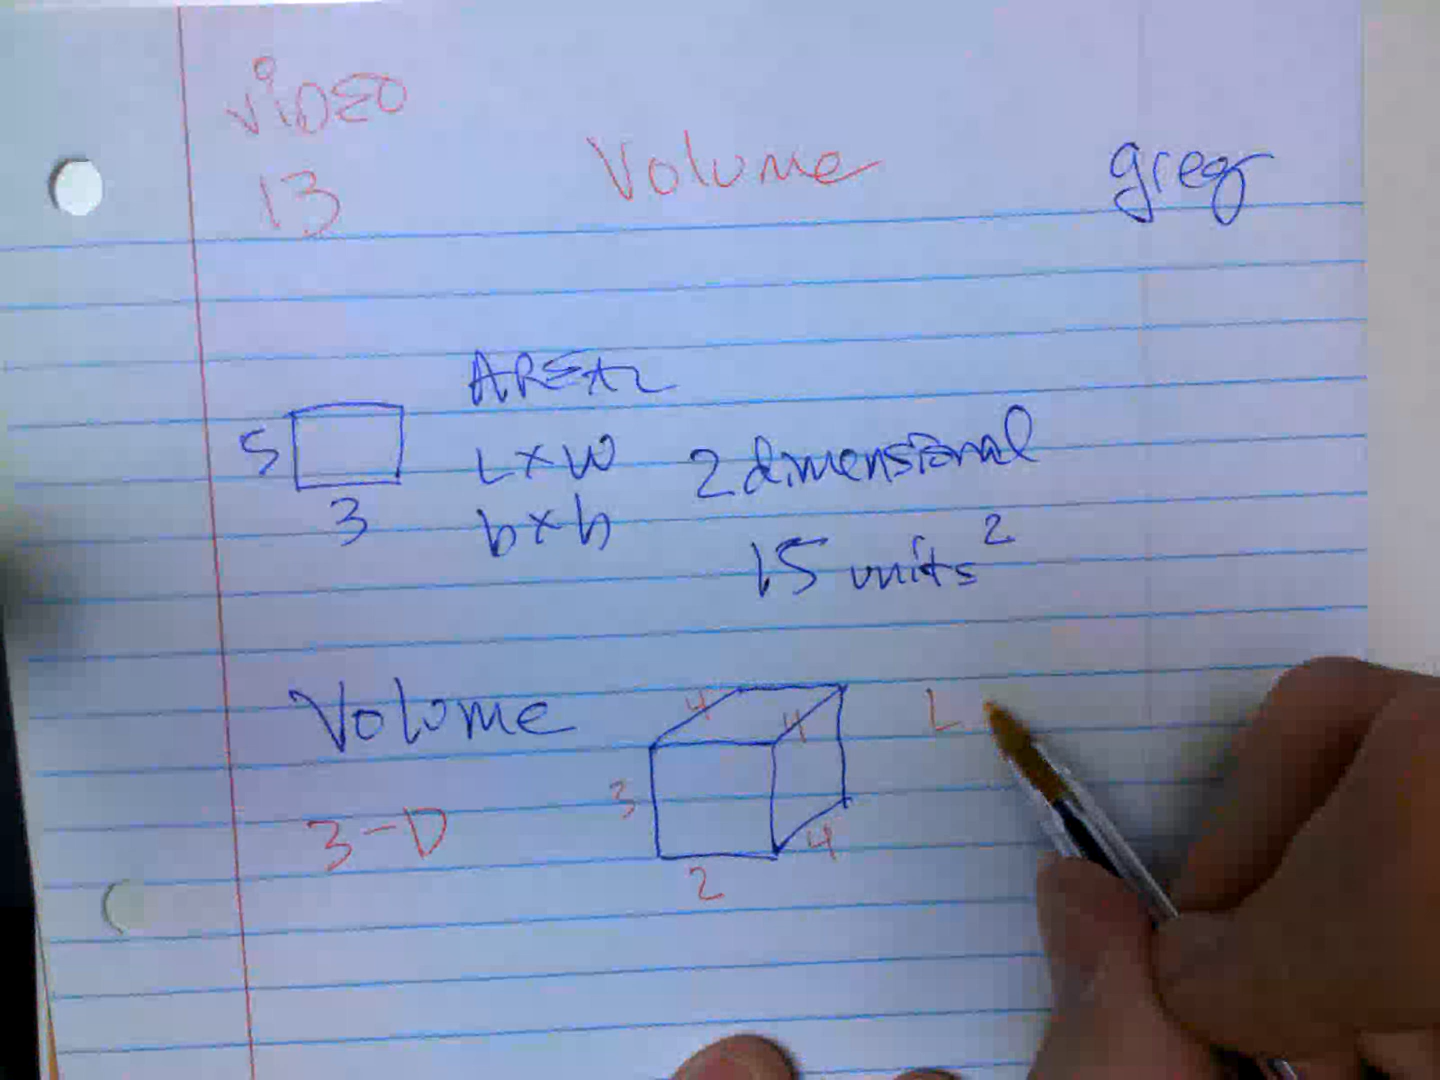 ViDEO
13
Volume
greg
AREA
5
L x W
2 dimensional
3
b x h
15 units²
Volume
4
4
L
3
3-D
4
2